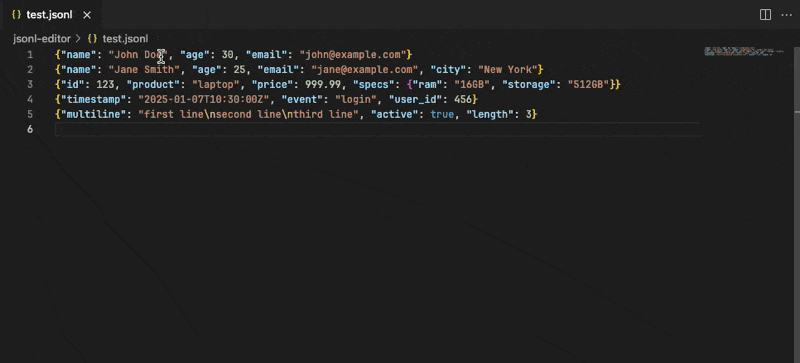 {} test.jsonl ×
jsonl-editor > {} test.jsonl
1 {"name": "John Doe", "age": 30, "email": "john@example.com"}
2 {"name": "Jane Smith", "age": 25, "email": "jane@example.com", "city": "New York"}
3 {"id": 123, "product": "laptop", "price": 999.99, "specs": {"ram": "16GB", "storage": "512GB"}}
4 {"timestamp": "2025-01-07T10:30:00Z", "event": "login", "user_id": 456}
5 {"multiline": "first line\nsecond line\nthird line", "active": true, "length": 3}
6